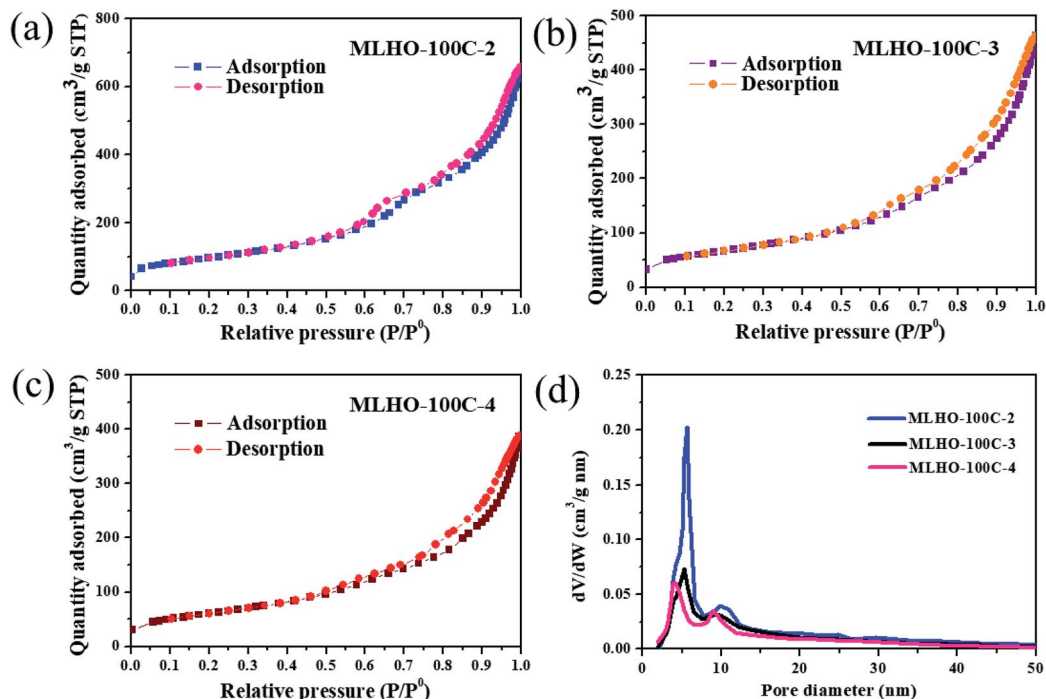 (a)
MLHO-100C-2
Adsorption
Desorption
Quantity adsorbed (cm³/g STP)
800
600
400
200
0
0.0 0.1 0.2 0.3 0.4 0.5 0.6 0.7 0.8 0.9 1.0
Relative pressure (P/P⁰)
(b)
MLHO-100C-3
Adsorption
Desorption
Quantity adsorbed (cm³/g STP)
500
400
300
200
100
0
0.0 0.1 0.2 0.3 0.4 0.5 0.6 0.7 0.8 0.9 1.0
Relative pressure (P/P⁰)
(c)
MLHO-100C-4
Adsorption
Desorption
Quantity adsorbed (cm³/g STP)
500
400
300
200
100
0
0.0 0.1 0.2 0.3 0.4 0.5 0.6 0.7 0.8 0.9 1.0
Relative pressure (P/P⁰)
(d)
MLHO-100C-2
MLHO-100C-3
MLHO-100C-4
dV/dW (cm³/g nm)
0.25
0.20
0.15
0.10
0.05
0.00
0 10 20 30 40 50
Pore diameter (nm)